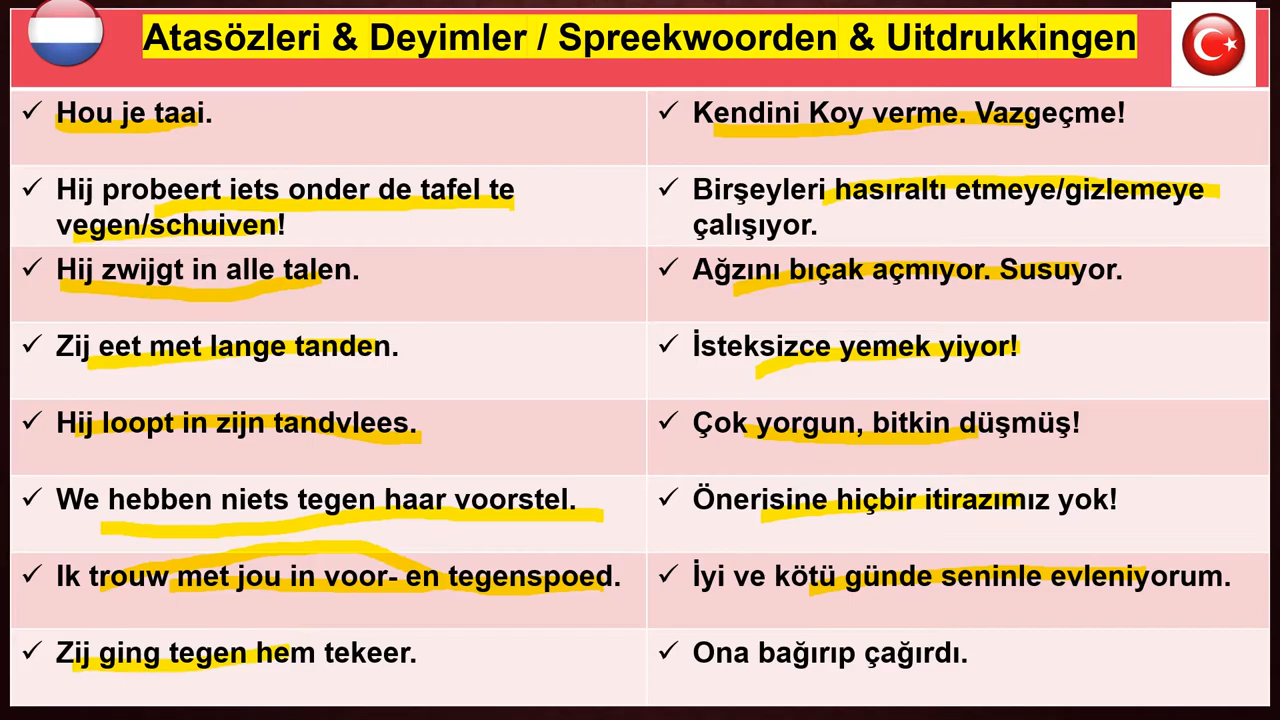 Atasözleri & Deyimler / Spreekwoorden & Uitdrukkingen
Hou je taai.
Kendini Koy verme. Vazgeçme!
Hij probeert iets onder de tafel te
vegen/schuiven!
Birşeyleri hasıraltı etmeye/gizlemeye
çalışıyor.
Hij zwijgt in alle talen.
Ağzını bıçak açmıyor. Susuyor.
Zij eet met lange tanden.
İsteksizce yemek yiyor!
Hij loopt in zijn tandvlees.
Çok yorgun, bitkin düşmüş!
We hebben niets tegen haar voorstel.
Önerisine hiçbir itirazımız yok!
Ik trouw met jou in voor- en tegenspoed.
İyi ve kötü günde seninle evleniyorum.
Zij ging tegen hem tekeer.
Ona bağırıp çağırdı.